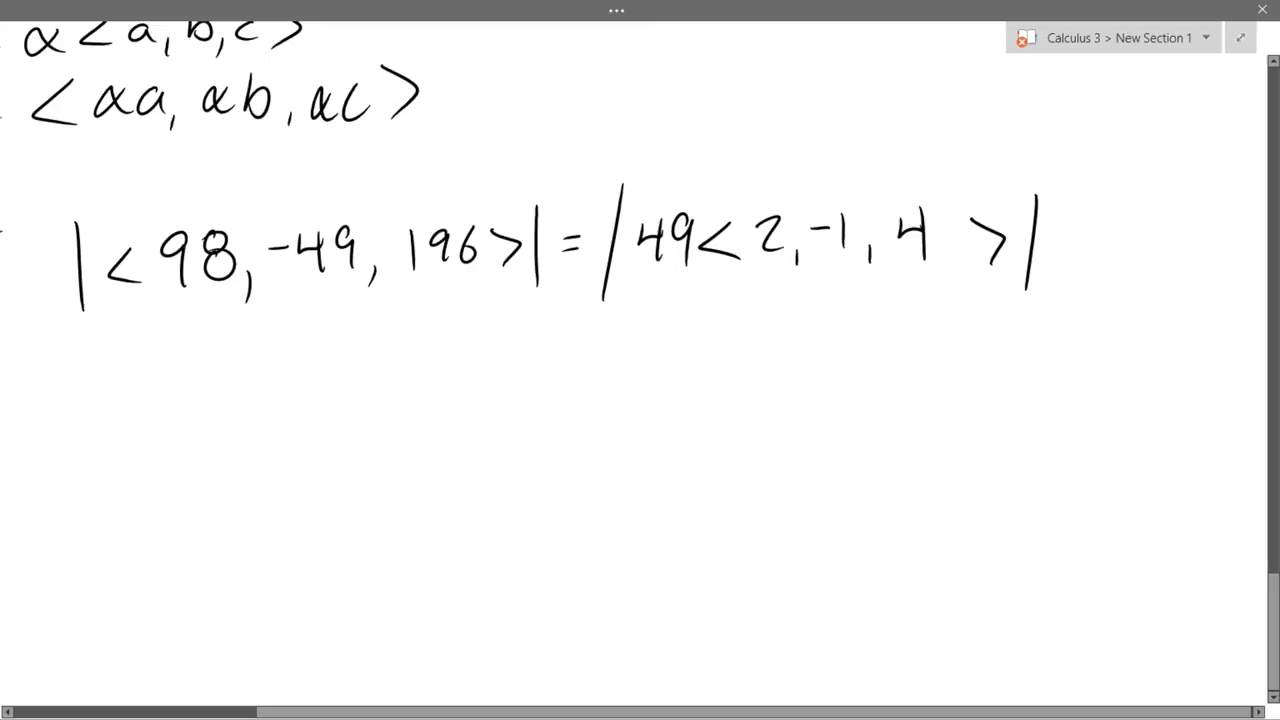 ...
Calculus 3 > New Section 1
α<a, b, c>
<αa, αb, αc>
|<98, -49, 196>| = |49<2, -1, 4 >|